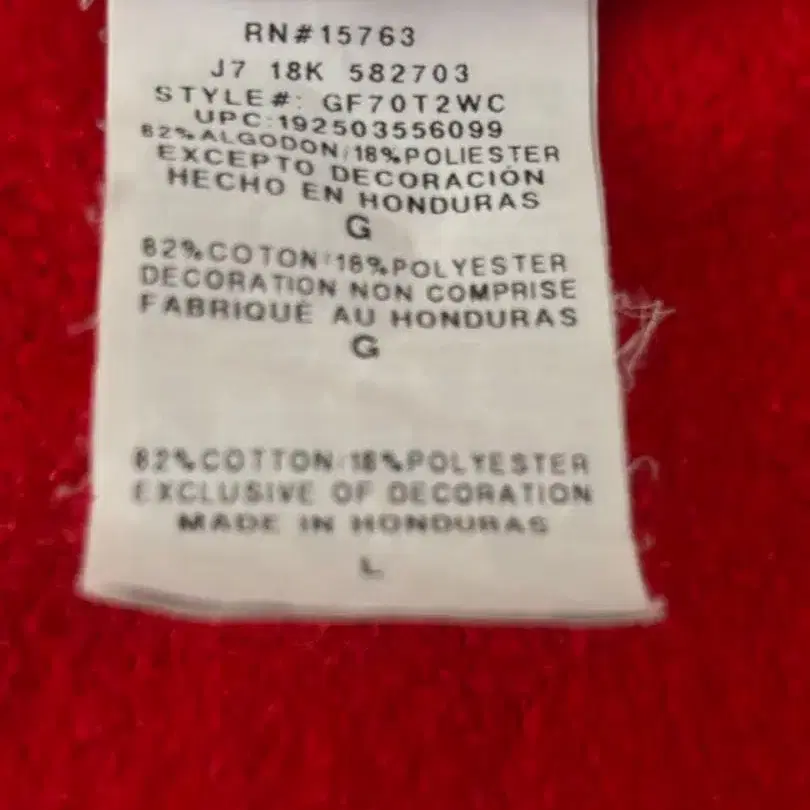 RN#15763
J7 18K 582703
STYLE#: GF70T2WC
UPC:192503556099
82%ALGODON/18%POLIESTER
EXCEPTO DECORACIÓN
HECHO EN HONDURAS
G
82%COTON/18%POLYESTER
DECORATION NON COMPRISE
FABRIQUÉ AU HONDURAS
G
82%COTTON/18%POLYESTER
EXCLUSIVE OF DECORATION
MADE IN HONDURAS
L